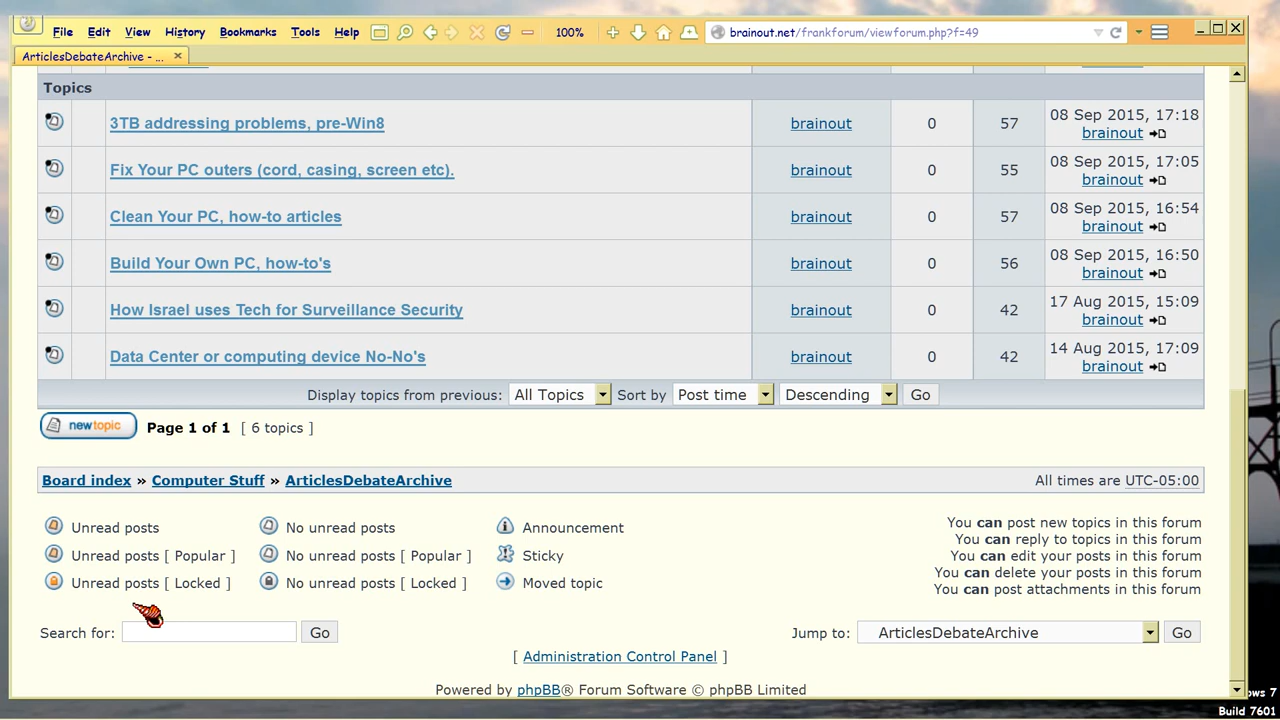 File Edit View History Bookmarks Tools Help 100% brainout.net/frankforum/viewforum.php?f=49
ArticlesDebateArchive - ...
Topics
3TB addressing problems, pre-Win8 brainout 0 57 08 Sep 2015, 17:18
brainout
Fix Your PC outers (cord, casing, screen etc). brainout 0 55 08 Sep 2015, 17:05
brainout
Clean Your PC, how-to articles brainout 0 57 08 Sep 2015, 16:54
brainout
Build Your Own PC, how-to's brainout 0 56 08 Sep 2015, 16:50
brainout
How Israel uses Tech for Surveillance Security brainout 0 42 17 Aug 2015, 15:09
brainout
Data Center or computing device No-No's brainout 0 42 14 Aug 2015, 17:09
brainout
Display topics from previous: All Topics Sort by Post time Descending Go
newtopic Page 1 of 1 [ 6 topics ]
Board index » Computer Stuff » ArticlesDebateArchive All times are UTC-05:00
Unread posts No unread posts Announcement
Unread posts [ Popular ] No unread posts [ Popular ] Sticky
Unread posts [ Locked ] No unread posts [ Locked ] Moved topic
You can post new topics in this forum
You can reply to topics in this forum
You can edit your posts in this forum
You can delete your posts in this forum
You can post attachments in this forum
Search for: Go Jump to: ArticlesDebateArchive Go
[ Administration Control Panel ]
Powered by phpBB® Forum Software © phpBB Limited
ows 7
Build 7601